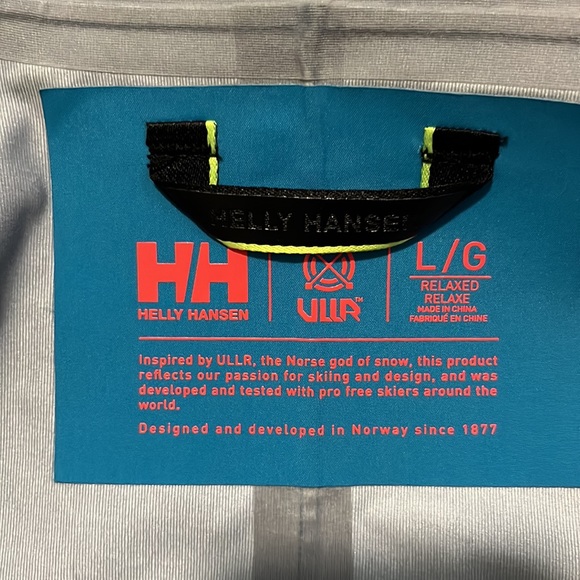 HELLY HANSEN
HH
HELLY HANSEN
ULLR™
L/G
RELAXED
RELAXE
MADE IN CHINA
FABRIQUÉ EN CHINE
Inspired by ULLR, the Norse god of snow, this product
reflects our passion for skiing and design, and was
developed and tested with pro free skiers around the
world.
Designed and developed in Norway since 1877